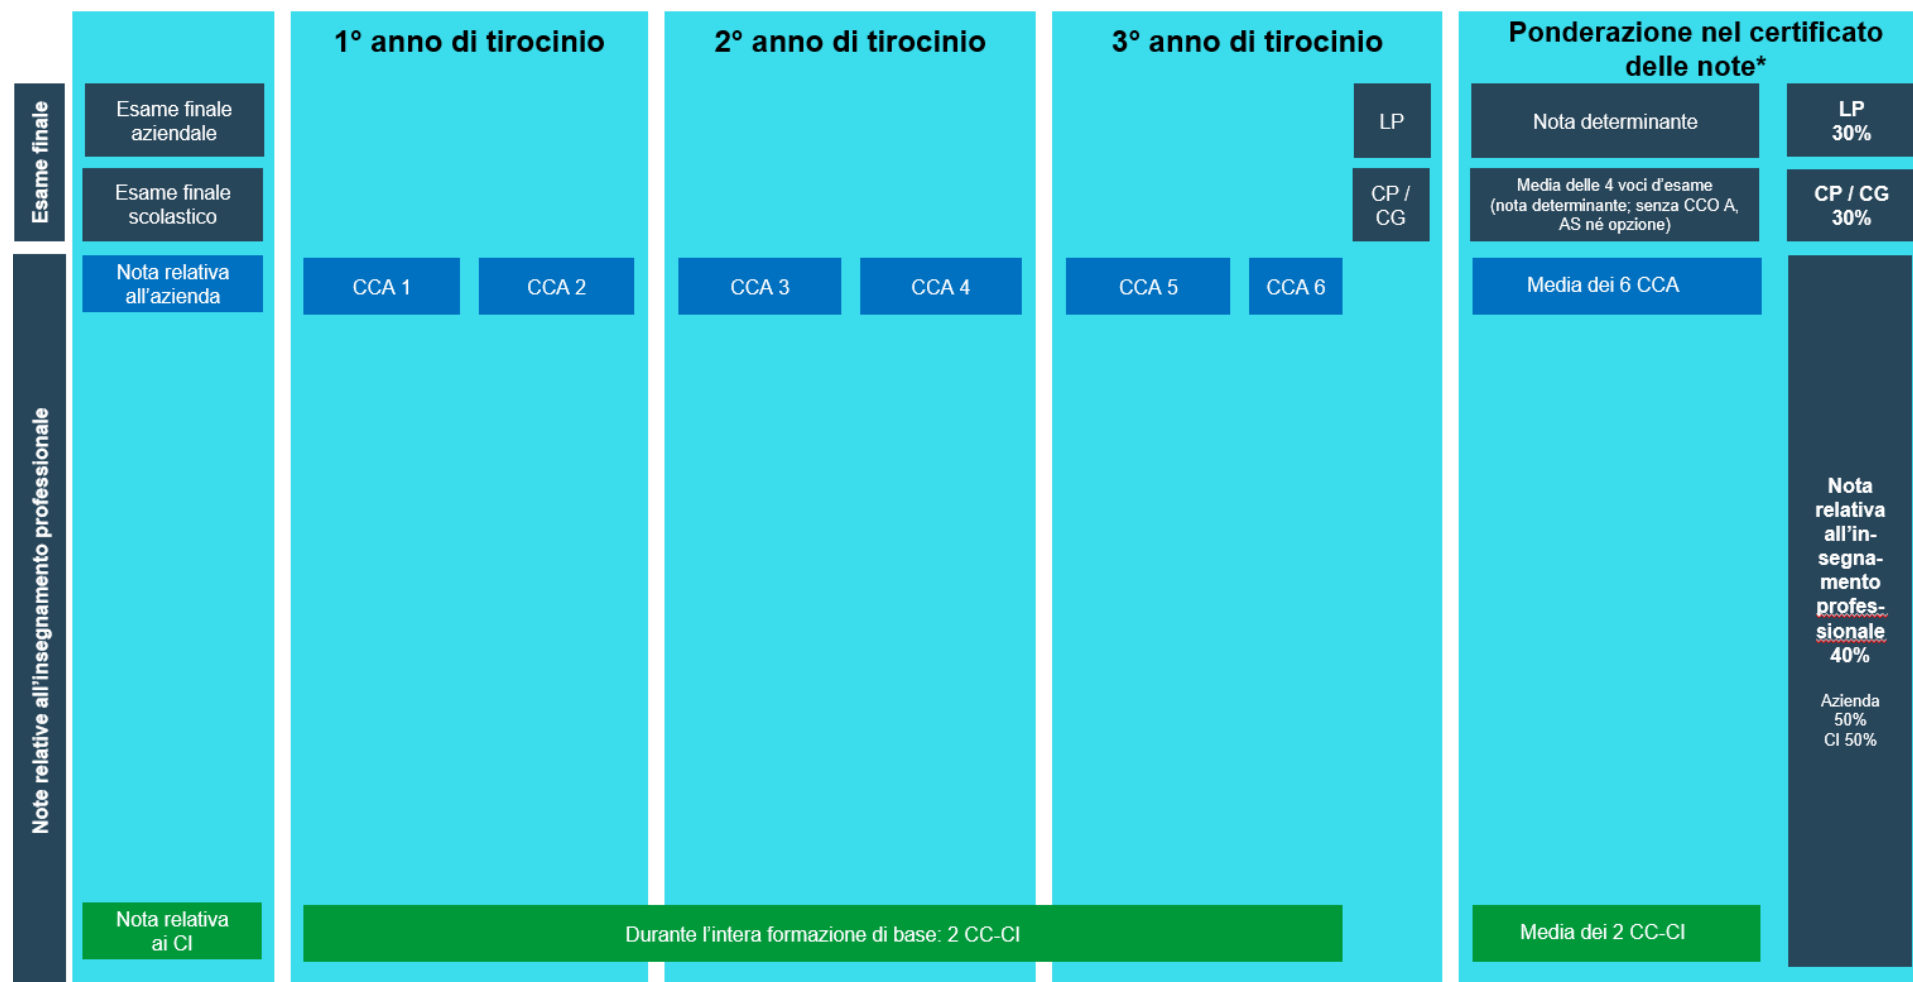 1° anno di tirocinio
2° anno di tirocinio
3° anno di tirocinio
Ponderazione nel certificato
delle note*
Esame finale
Esame finale
aziendale
LP
Nota determinante
LP
30%
Esame finale
scolastico
CP /
CG
Media delle 4 voci d'esame
(nota determinante; senza CCO A,
AS né opzione)
CP / CG
30%
Note relative all'insegnamento professionale
Nota relativa
all'azienda
CCA 1
CCA 2
CCA 3
CCA 4
CCA 5
CCA 6
Media dei 6 CCA
Nota
relativa
all'in-
segna-
mento
profes-
sionale
40%
Azienda
50%
CI 50%
Nota relativa
ai CI
Durante l'intera formazione di base: 2 CC-CI
Media dei 2 CC-CI